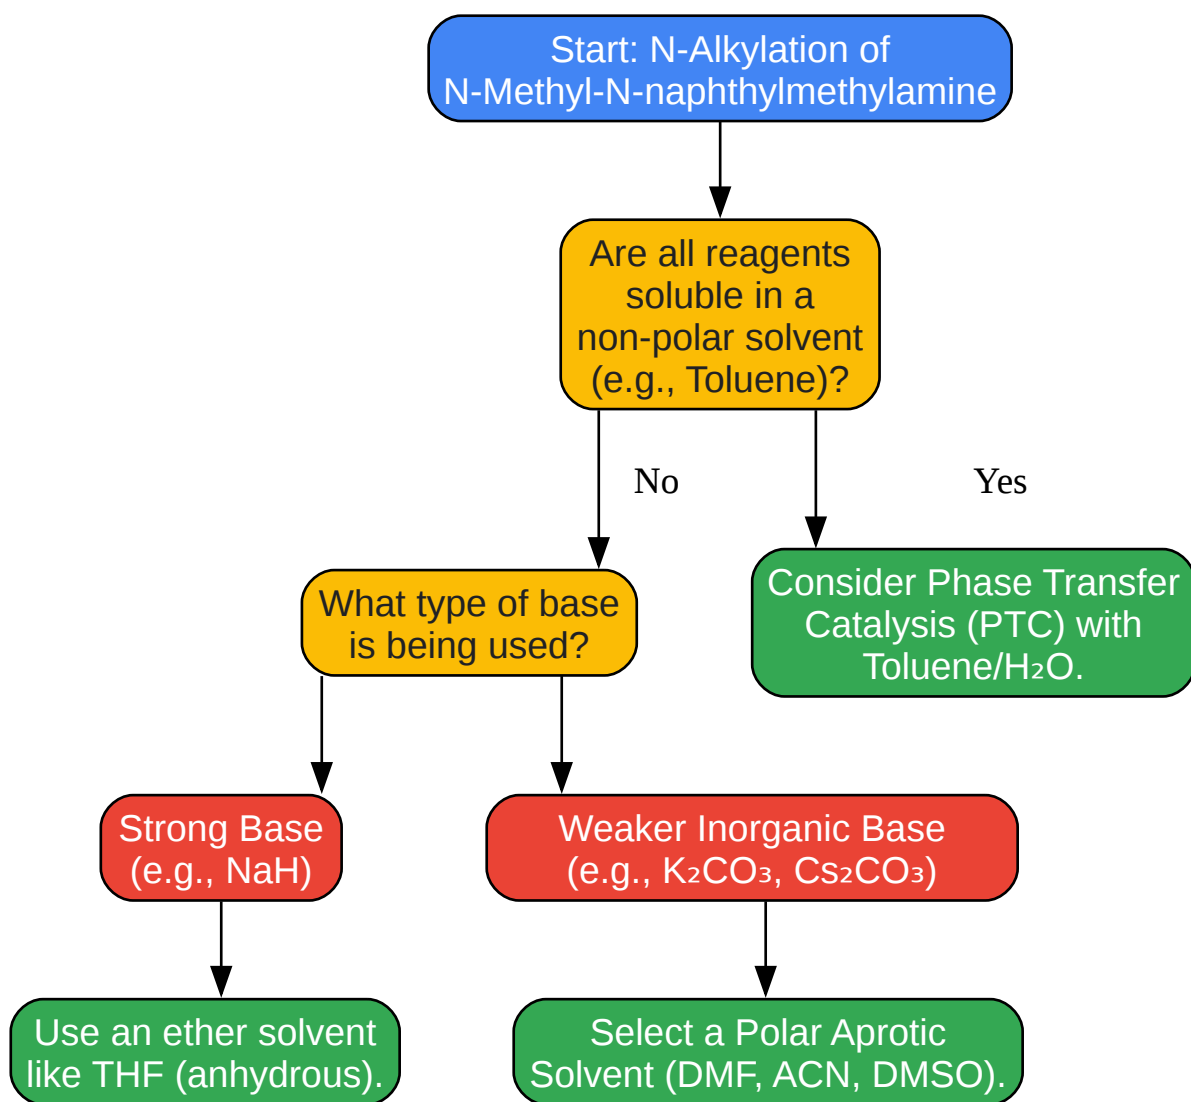 Start: N-Alkylation of
N-Methyl-N-naphthylmethylamine
Are all reagents
soluble in a
non-polar solvent
(e.g., Toluene)?
No
Yes
What type of base
is being used?
Consider Phase Transfer
Catalysis (PTC) with
Toluene/H₂O.
Strong Base
(e.g., NaH)
Weaker Inorganic Base
(e.g., K₂CO₃, Cs₂CO₃)
Use an ether solvent
like THF (anhydrous).
Select a Polar Aprotic
Solvent (DMF, ACN, DMSO).